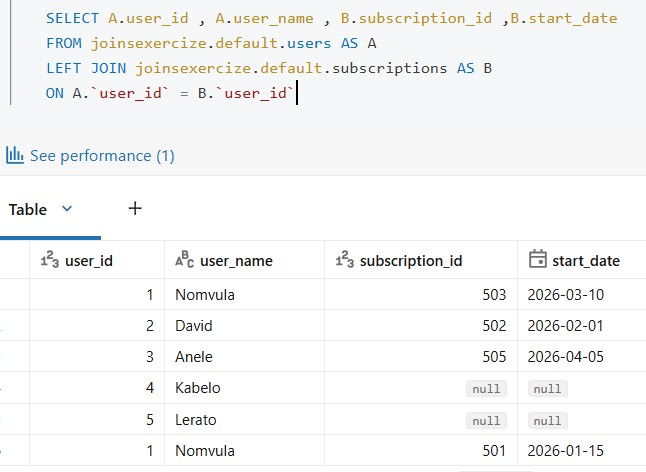 SELECT A.user_id , A.user_name , B.subscription_id ,B.start_date
FROM joinsexercize.default.users AS A
LEFT JOIN joinsexercize.default.subscriptions AS B
ON A.`user_id` = B.`user_id`
See performance (1)
Table +
123 user_id ABC user_name 123 subscription_id start_date
1 Nomvula 503 2026-03-10
2 David 502 2026-02-01
3 Anele 505 2026-04-05
4 Kabelo null null
5 Lerato null null
1 Nomvula 501 2026-01-15